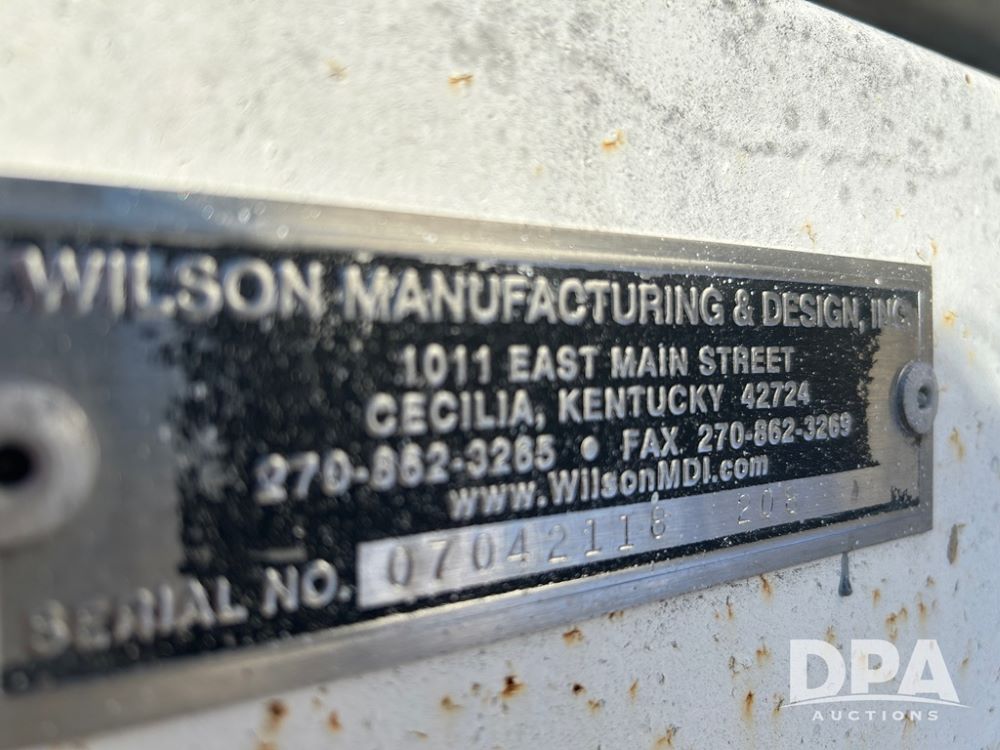 WILSON MANUFACTURING & DESIGN, INC.
1011 EAST MAIN STREET
CECILIA, KENTUCKY 42724
270-862-3265 • FAX 270-862-3269
www.WilsonMDI.com
SERIAL NO. 07042118
DPA
AUCTIONS